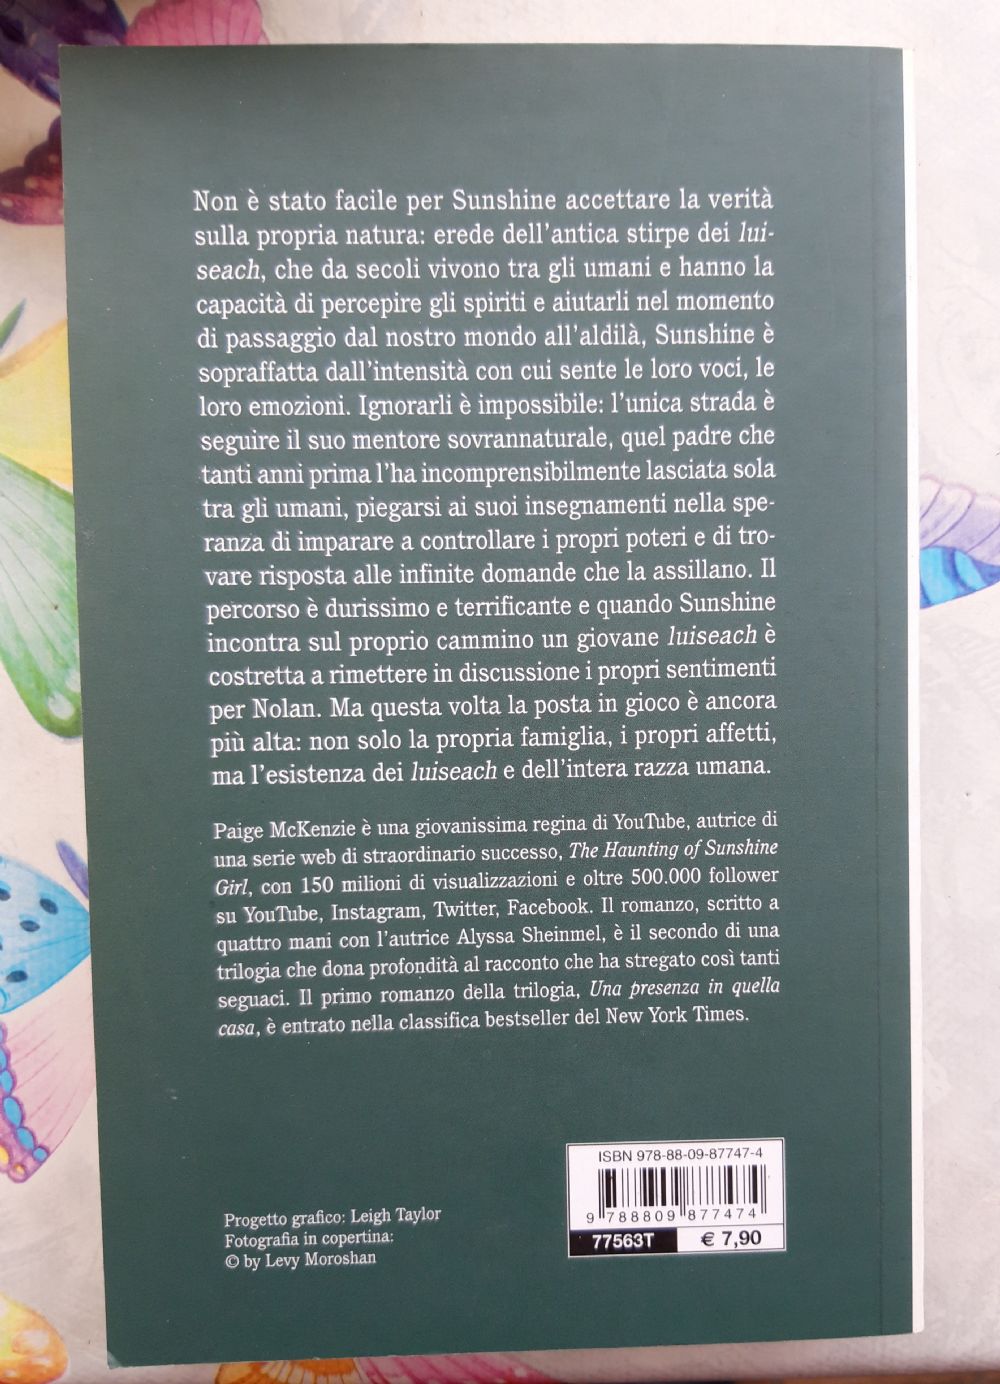 Non è stato facile per Sunshine accettare la verità
sulla propria natura: erede dell'antica stirpe dei lui-
seach, che da secoli vivono tra gli umani e hanno la
capacità di percepire gli spiriti e aiutarli nel momento
di passaggio dal nostro mondo all'aldilà, Sunshine è
sopraffatta dall'intensità con cui sente le loro voci, le
loro emozioni. Ignorarli è impossibile: l'unica strada è
seguire il suo mentore sovrannaturale, quel padre che
tanti anni prima l'ha incomprensibilmente lasciata sola
tra gli umani, piegarsi ai suoi insegnamenti nella spe-
ranza di imparare a controllare i propri poteri e di tro-
vare risposta alle infinite domande che la assillano. Il
percorso è durissimo e terrificante e quando Sunshine
incontra sul proprio cammino un giovane luiseach è
costretta a rimettere in discussione i propri sentimenti
per Nolan. Ma questa volta la posta in gioco è ancora
più alta: non solo la propria famiglia, i propri affetti,
ma l'esistenza dei luiseach e dell'intera razza umana.
Paige McKenzie è una giovanissima regina di YouTube, autrice di
una serie web di straordinario successo, The Haunting of Sunshine
Girl, con 150 milioni di visualizzazioni e oltre 500.000 follower
su YouTube, Instagram, Twitter, Facebook. Il romanzo, scritto a
quattro mani con l'autrice Alyssa Sheinmel, è il secondo di una
trilogia che dona profondità al racconto che ha stregato così tanti
seguaci. Il primo romanzo della trilogia, Una presenza in quella
casa, è entrato nella classifica bestseller del New York Times.
Progetto grafico: Leigh Taylor
Fotografia in copertina:
© by Levy Moroshan
ISBN 978-88-09-87747-4
9 788809 877474
77563T € 7,90